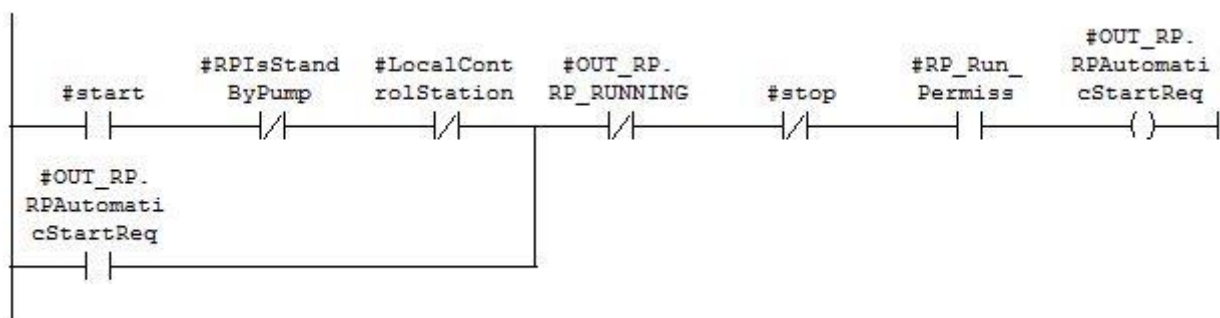 #start
#RPIsStand
ByPump
#LocalCont
rolStation
#OUT_RP.
RP_RUNNING
#stop
#RP_Run_
Permiss
#OUT_RP.
RPAutomati
cStartReq
#OUT_RP.
RPAutomati
cStartReq